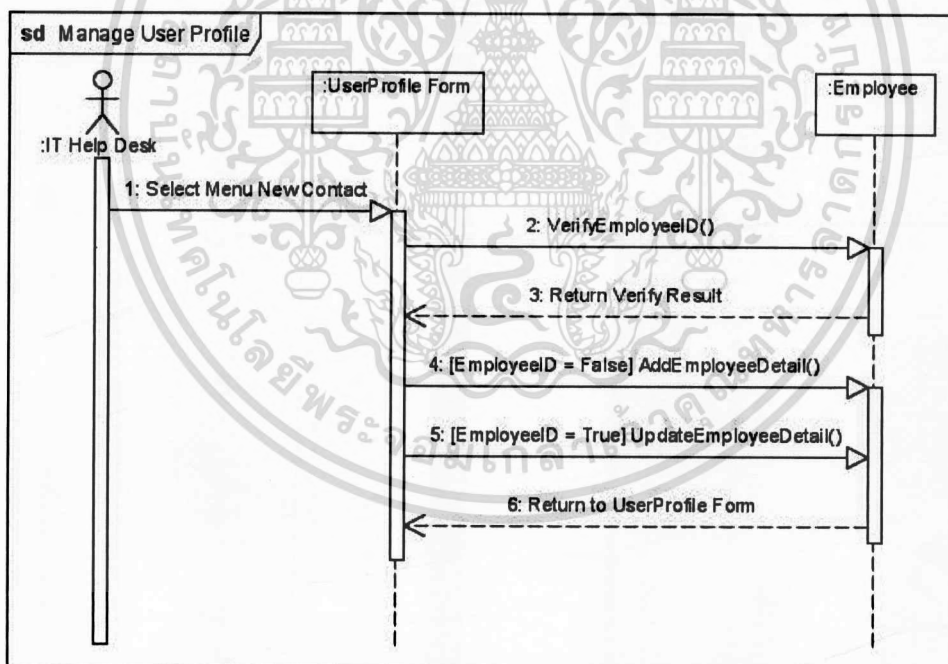 sd Manage User Profile
:IT Help Desk
:UserProfile Form
:Employee
1: Select Menu NewContact
2: VerifyEmployeeID()
3: Return Verify Result
4: [EmployeeID = False] AddEmployeeDetail()
5: [EmployeeID = True] UpdateEmployeeDetail()
6: Return to UserProfile Form